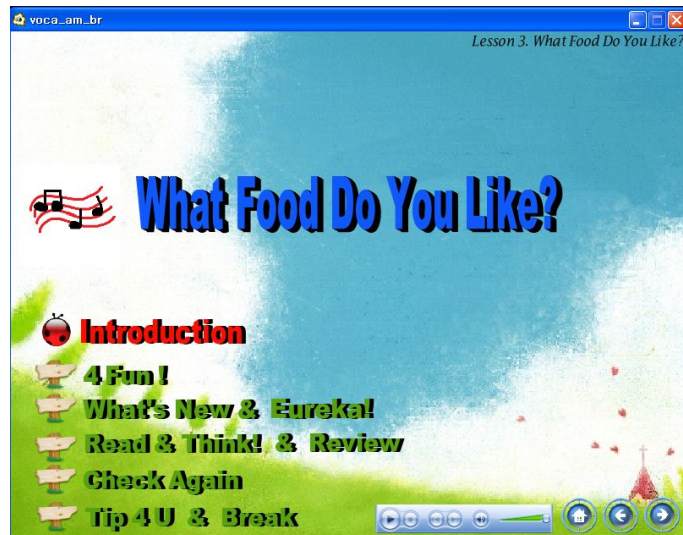 voca_am_br
Lesson 3. What Food Do You Like?
What Food Do You Like?
Introduction
4 Fun !
What's New & Eureka!
Read & Think! & Review
Check Again
Tip 4 U & Break